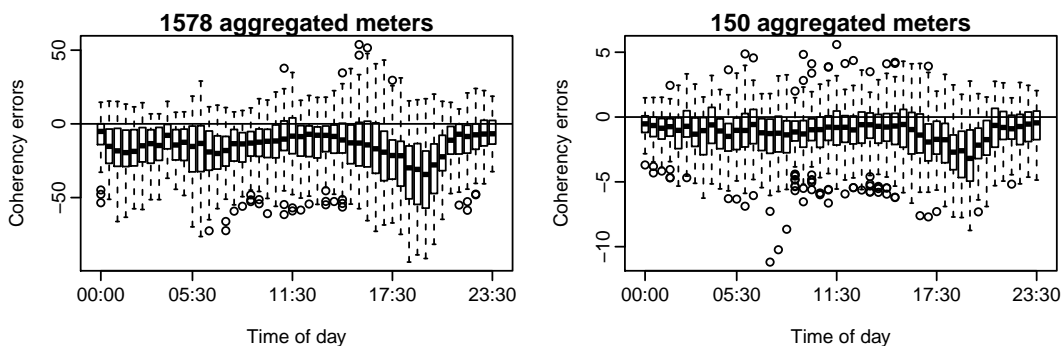 1578 aggregated meters
Coherency errors
50
0
−50
00:00 05:30 11:30 17:30 23:30
Time of day
150 aggregated meters
Coherency errors
5
0
−5
−10
00:00 05:30 11:30 17:30 23:30
Time of day